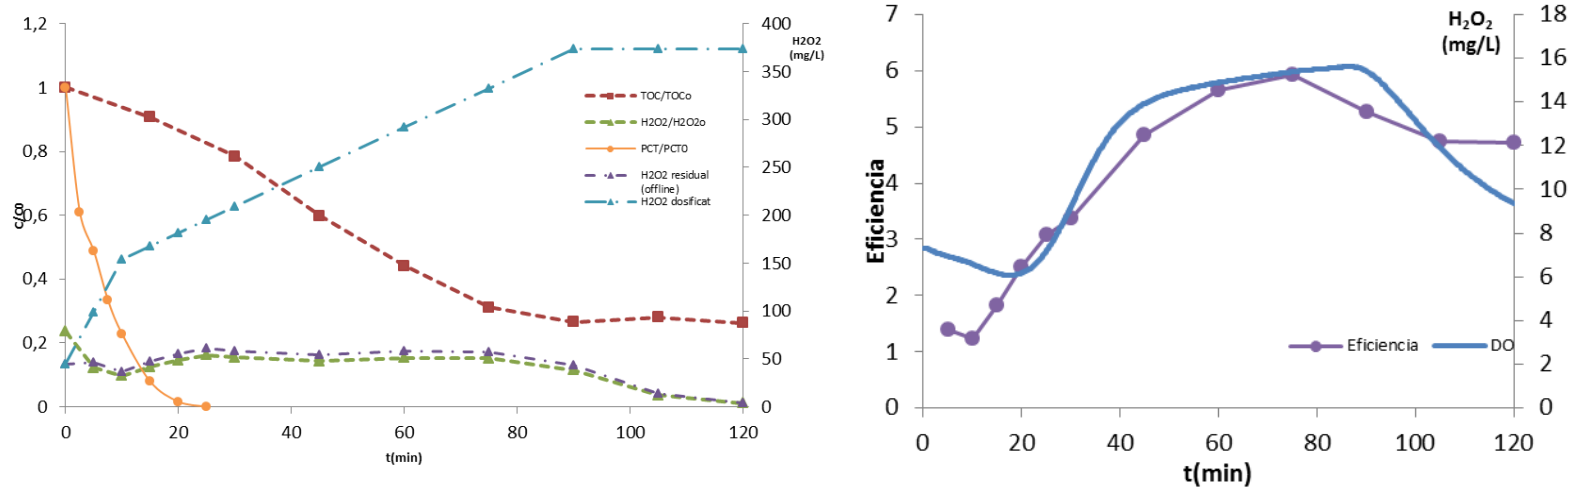 1,2
1
0,8
0,6
0,4
0,2
0
c/c0
0 20 40 60 80 100 120
t(min)
400
350
300
250
200
150
100
50
0
H2O2
(mg/L)
TOC/TOCo
H2O2/H2O2o
PCT/PCT0
H2O2 residual
(offline)
H2O2 dosificat
7
6
5
4
3
2
1
0
Eficiencia
0 20 40 60 80 100 120
t(min)
H₂O₂
(mg/L)
18
16
14
12
10
8
6
4
2
0
Eficiencia DO